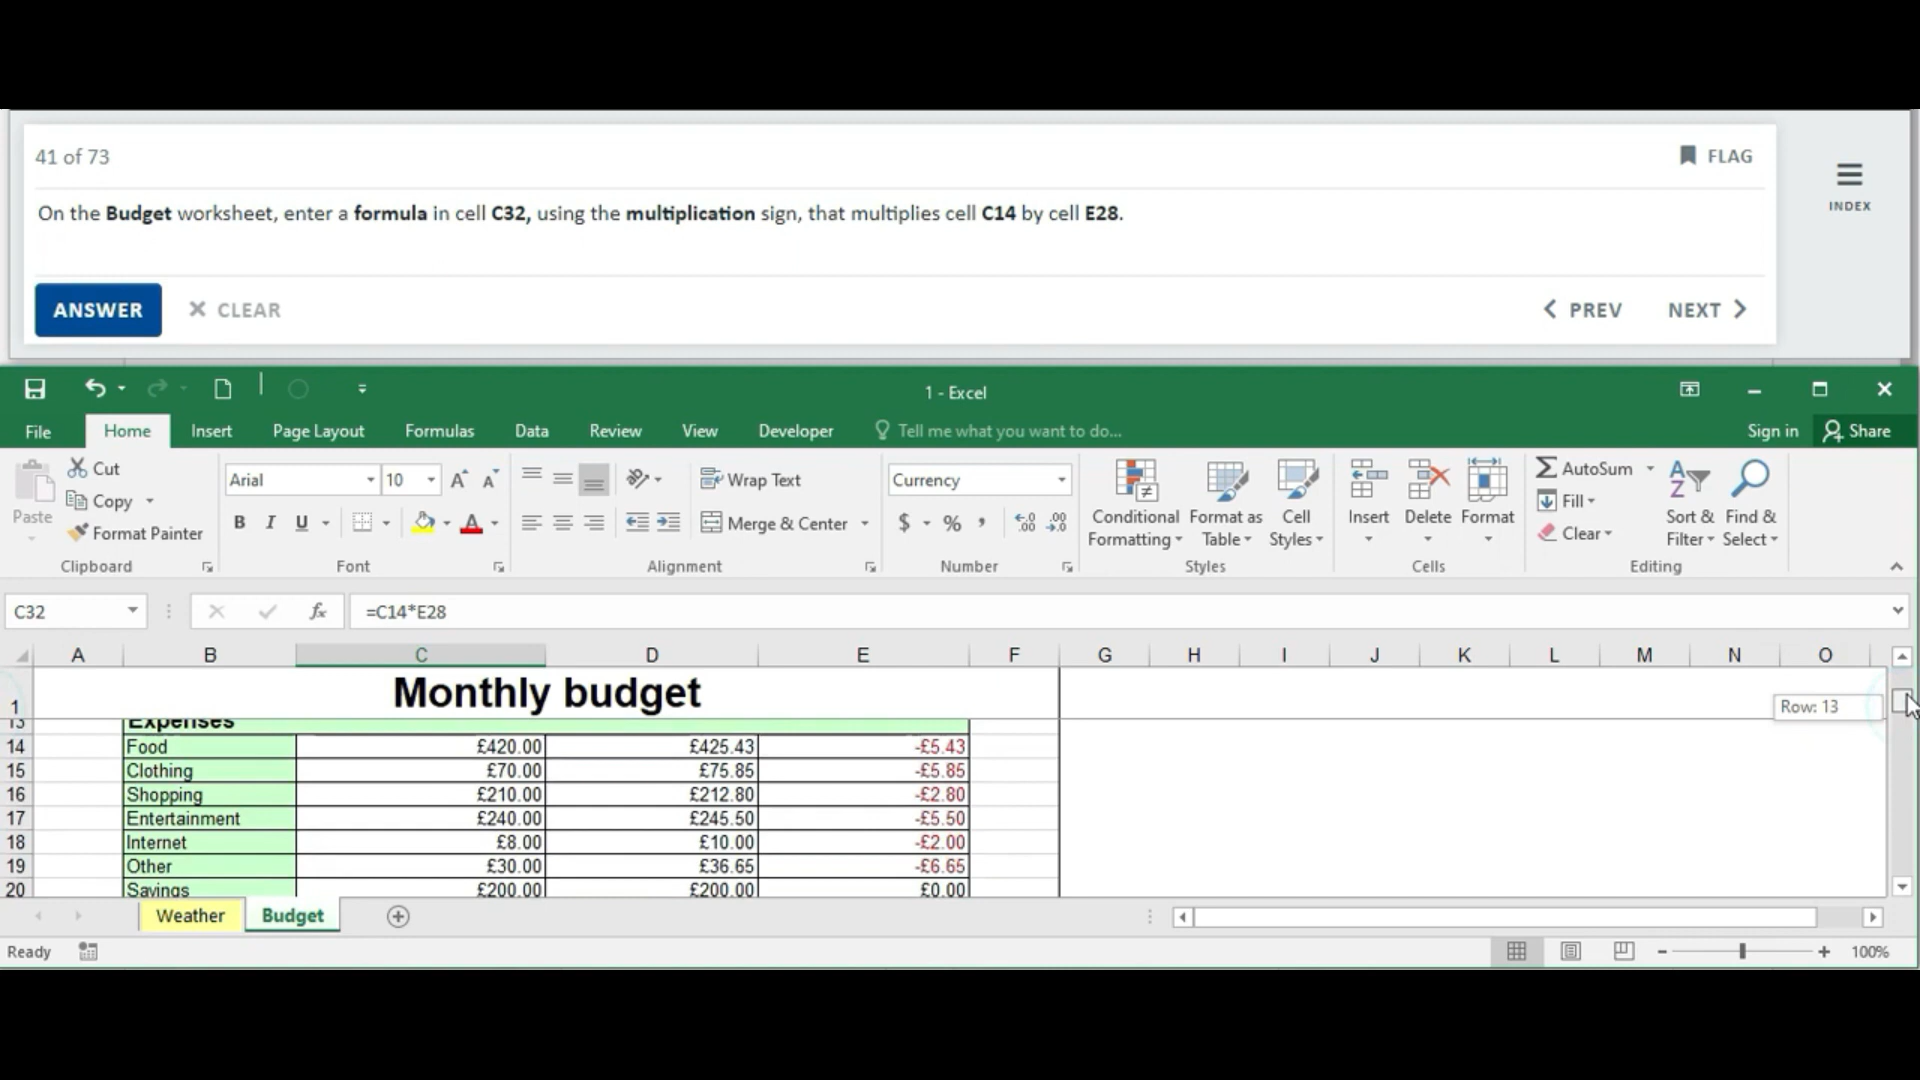 41 of 73
FLAG
INDEX
On the Budget worksheet, enter a formula in cell C32, using the multiplication sign, that multiplies cell C14 by cell E28.
ANSWER
CLEAR
PREV
NEXT
1 - Excel
File Home Insert Page Layout Formulas Data Review View Developer Tell me what you want to do... Sign in Share
Paste
Cut
Copy
Format Painter
Clipboard
Arial 10
B I U
Font
Wrap Text
Merge & Center
Alignment
Currency
$ % ,
Number
Conditional Formatting
Format as Table
Cell Styles
Styles
Insert Delete Format
Cells
AutoSum
Fill
Clear
Sort & Filter
Find & Select
Editing
C32 fx =C14*E28
A B C D E F G H I J K L M N O
1 Monthly budget
Row: 13
13 Expenses
14 Food £420.00 £425.43 -£5.43
15 Clothing £70.00 £75.85 -£5.85
16 Shopping £210.00 £212.80 -£2.80
17 Entertainment £240.00 £245.50 -£5.50
18 Internet £8.00 £10.00 -£2.00
19 Other £30.00 £36.65 -£6.65
20 Savings £200.00 £200.00 £0.00
Weather Budget
Ready 100%